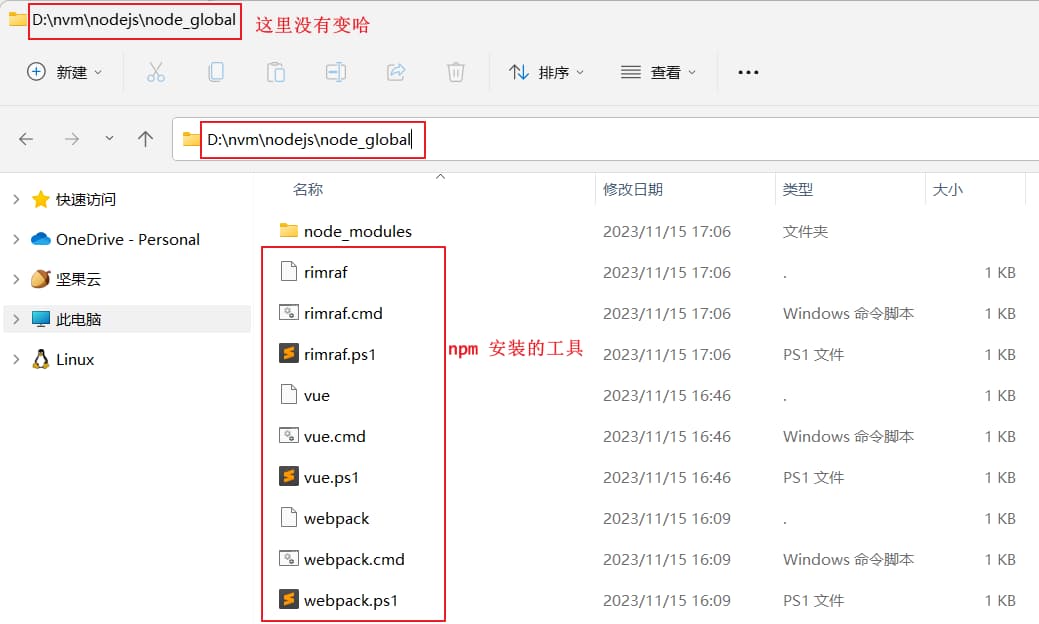 D:\nvm\nodejs\node_global 这里没有变哈
新建 排序 查看
D:\nvm\nodejs\node_global
名称 修改日期 类型 大小
快速访问
OneDrive - Personal
坚果云
此电脑
Linux
node_modules 2023/11/15 17:06 文件夹
rimraf 2023/11/15 17:06 . 1 KB
rimraf.cmd 2023/11/15 17:06 Windows 命令脚本 1 KB
rimraf.ps1 2023/11/15 17:06 PS1 文件 1 KB
npm 安装的工具
vue 2023/11/15 16:46 . 1 KB
vue.cmd 2023/11/15 16:46 Windows 命令脚本 1 KB
vue.ps1 2023/11/15 16:46 PS1 文件 1 KB
webpack 2023/11/15 16:09 . 1 KB
webpack.cmd 2023/11/15 16:09 Windows 命令脚本 1 KB
webpack.ps1 2023/11/15 16:09 PS1 文件 1 KB